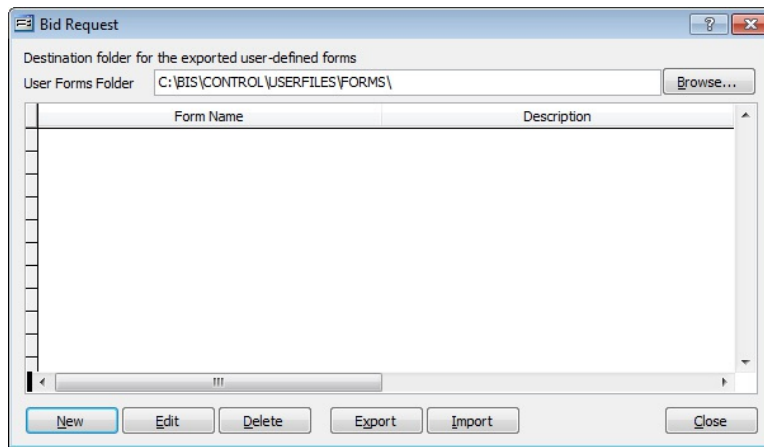 Bid Request
Destination folder for the exported user-defined forms
User Forms Folder C:\BIS\CONTROL\USERFILES\FORMS\ Browse...
Form Name Description
New Edit Delete Export Import Close